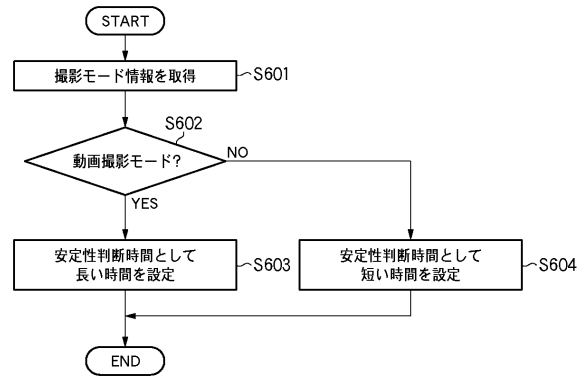 START
撮影モード情報を取得
S601
S602
動画撮影モード?
NO
YES
安定性判断時間として
長い時間を設定
S603
安定性判断時間として
短い時間を設定
S604
END